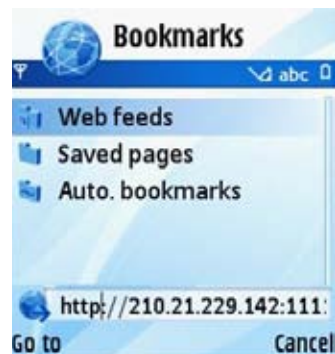 Bookmarks
abc
Web feeds
Saved pages
Auto. bookmarks
http://210.21.229.142:111
Go to
Cancel